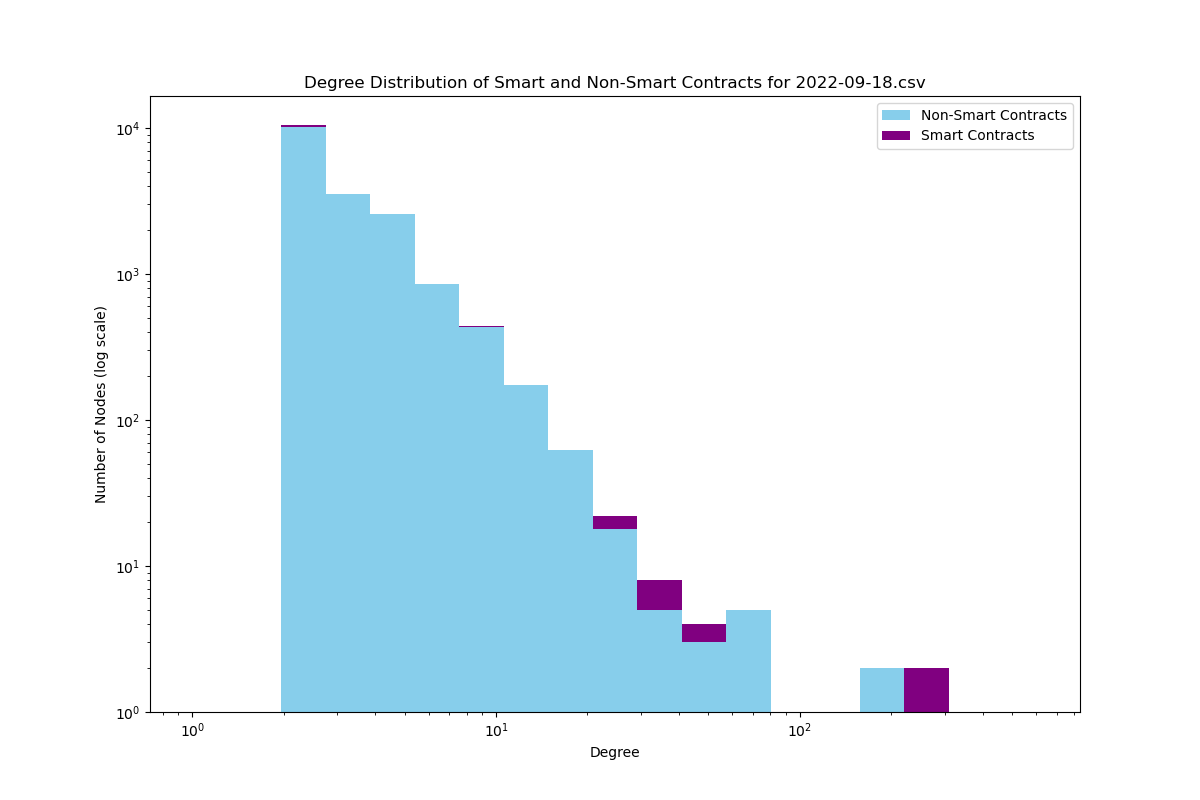 Degree Distribution of Smart and Non-Smart Contracts for 2022-09-18.csv
Non-Smart Contracts
Smart Contracts
Number of Nodes (log scale)
10⁴
10³
10²
10¹
10⁰
10⁰ 10¹ 10²
Degree